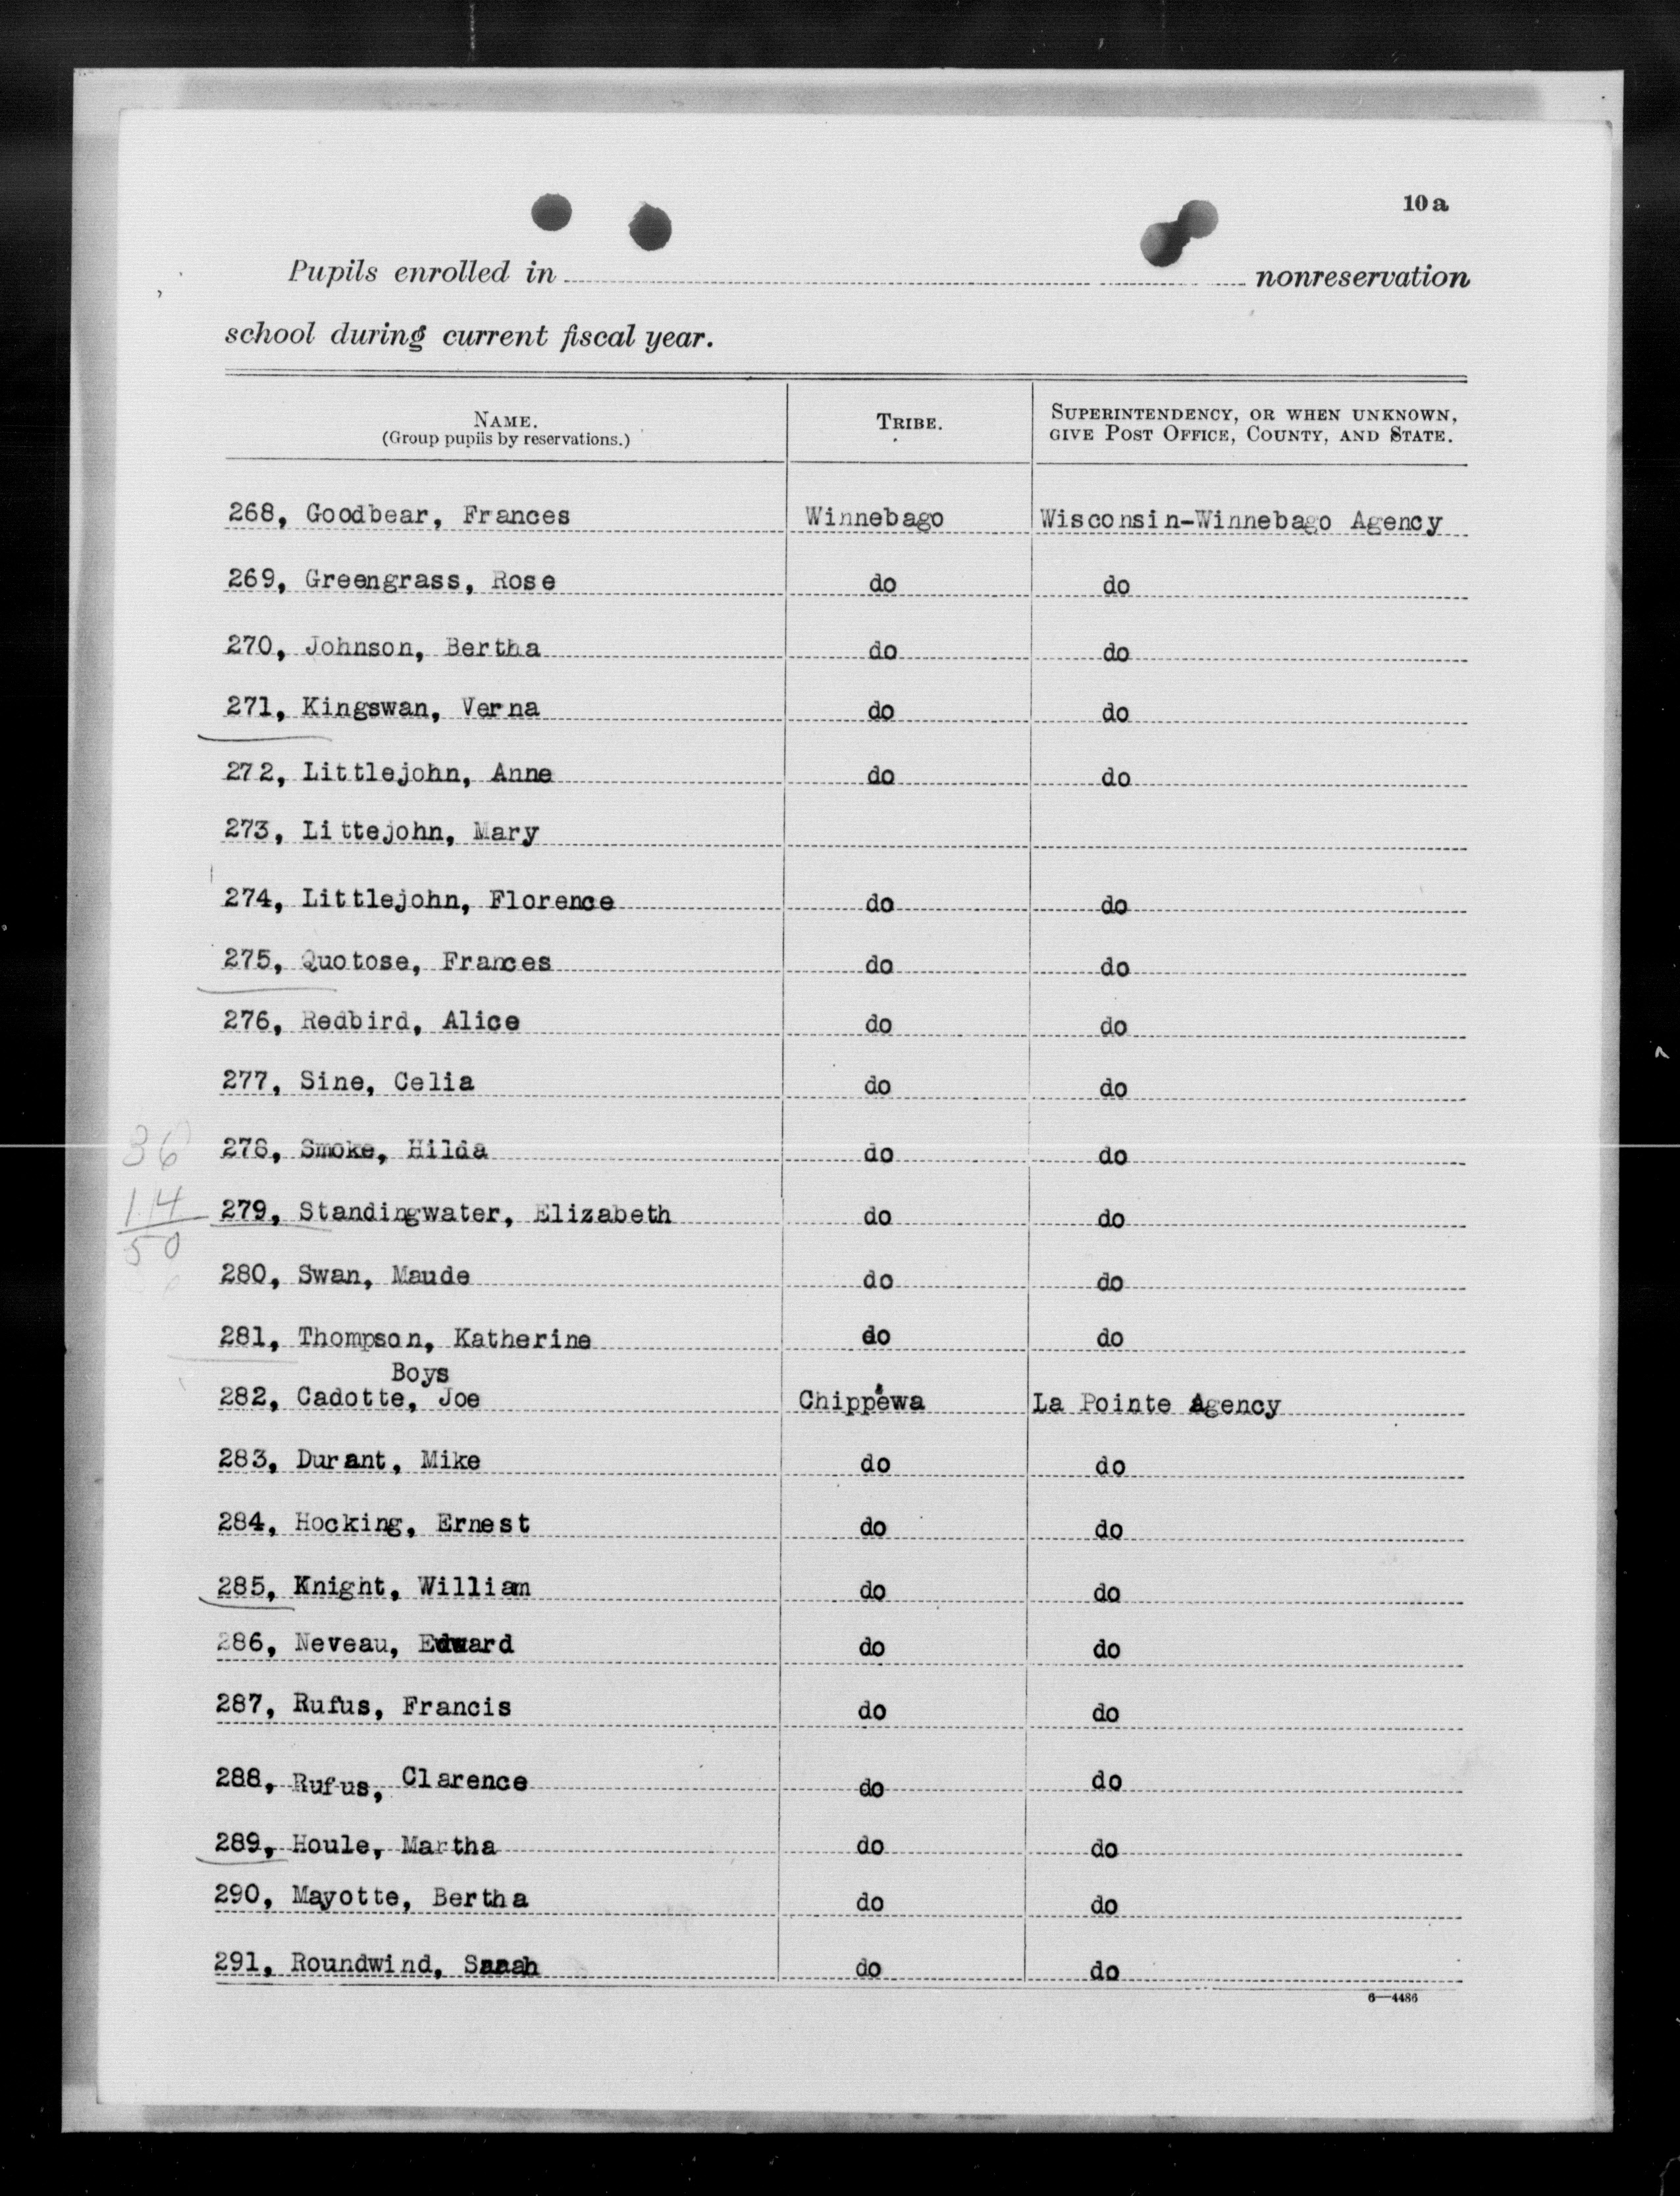 10a
Pupils enrolled in nonreservation
school during current fiscal year.
NAME. TRIBE. SUPERINTENDENCY, OR WHEN UNKNOWN,
(Group pupils by reservations.) GIVE POST OFFICE, COUNTY, AND STATE.
268, Goodbear, Frances Winnebago Wisconsin-Winnebago Agency
269, Greengrass, Rose do do
270, Johnson, Bertha do do
271, Kingswan, Verna do do
272, Littlejohn, Anne do do
273, Littejohn, Mary
274, Littlejohn, Florence do do
275, Quotose, Frances do do
276, Redbird, Alice do do
277, Sine, Celia do do
36
278, Smoke, Hilda do do
14
279, Standingwater, Elizabeth do do
50
280, Swan, Maude do do
281, Thompson, Katherine do do
Boys
282, Cadotte, Joe Chippewa La Pointe Agency
283, Durant, Mike do do
284, Hocking, Ernest do do
285, Knight, William do do
286, Neveau, Edward do do
287, Rufus, Francis do do
288, Rufus, Clarence do do
289, Houle, Martha do do
290, Mayotte, Bertha do do
291, Roundwind, do do
6—4486